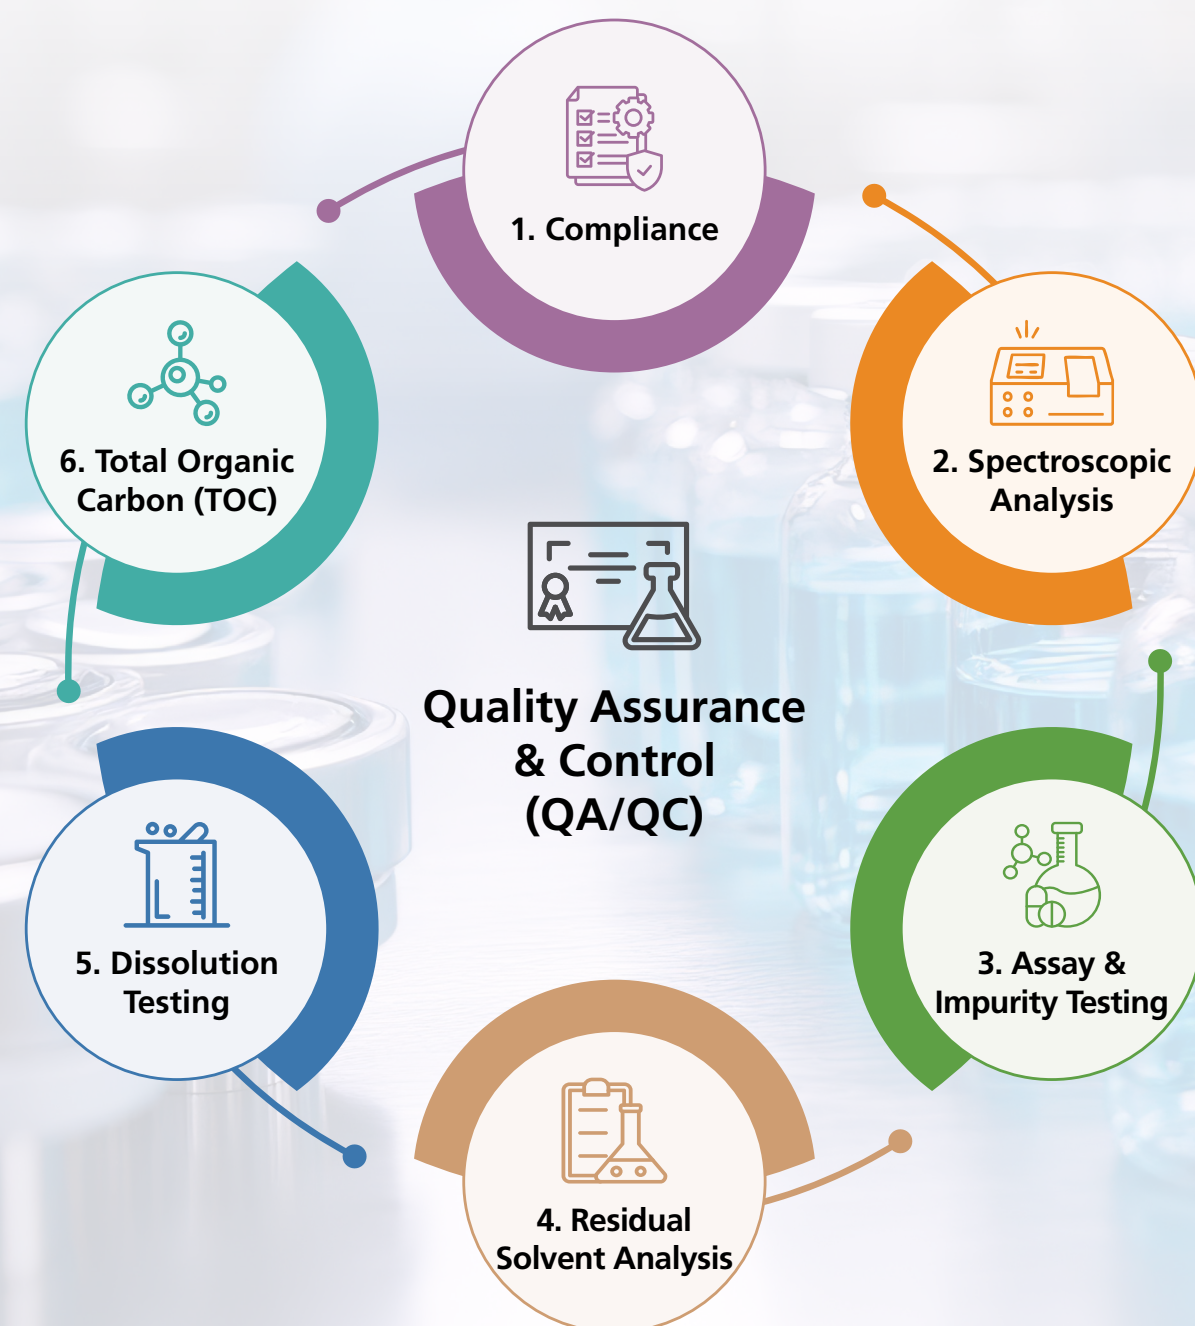 1. Compliance
2. Spectroscopic
Analysis
3. Assay &
Impurity Testing
4. Residual
Solvent Analysis
5. Dissolution
Testing
6. Total Organic
Carbon (TOC)
Quality Assurance
& Control
(QA/QC)